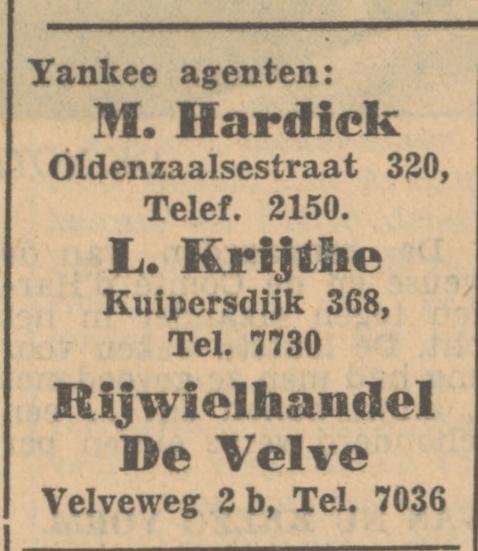 Yankee agenten:
M. Hardick
Oldenzaalsestraat 320,
Telef. 2150.
L. Krijthe
Kuipersdijk 368,
Tel. 7730
Rijwielhandel
De Velve
Velveweg 2 b, Tel. 7036